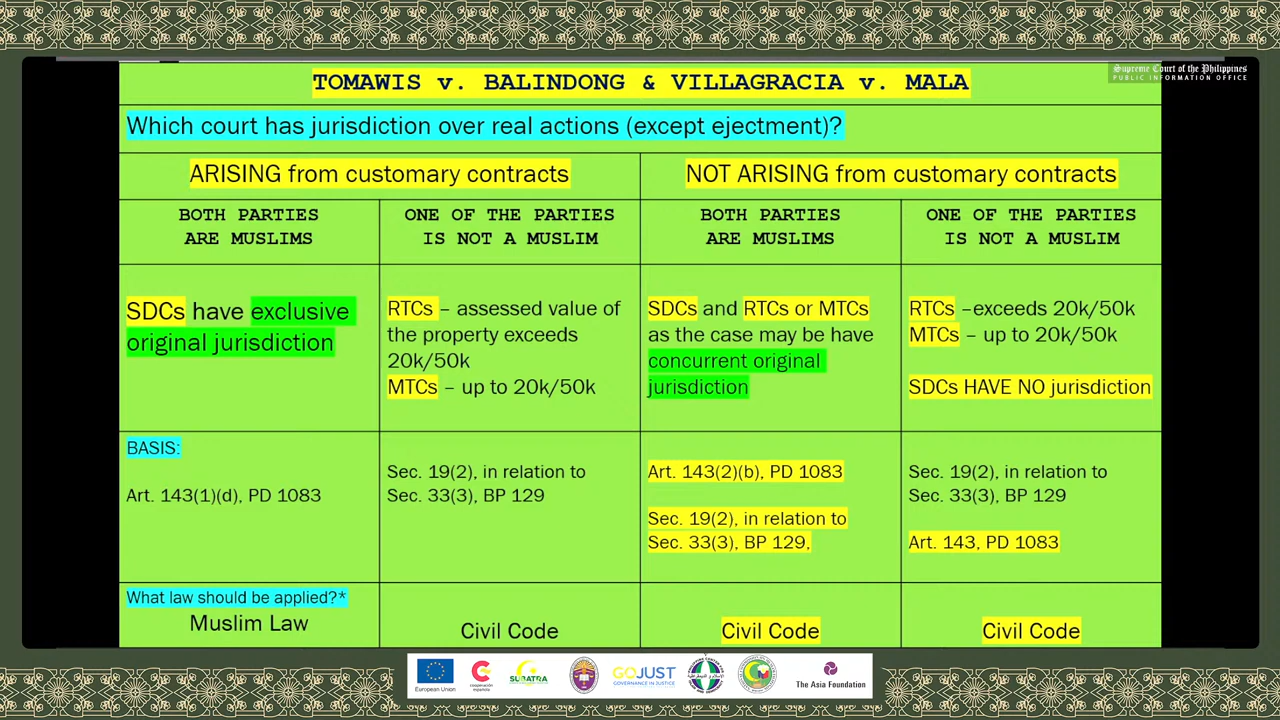 Supreme Court of the Philippines
PUBLIC INFORMATION OFFICE
TOMAWIS v. BALINDONG & VILLAGRACIA v. MALA
Which court has jurisdiction over real actions (except ejectment)?
ARISING from customary contracts
NOT ARISING from customary contracts
BOTH PARTIES
ARE MUSLIMS
ONE OF THE PARTIES
IS NOT A MUSLIM
BOTH PARTIES
ARE MUSLIMS
ONE OF THE PARTIES
IS NOT A MUSLIM
SDCs have exclusive
original jurisdiction
RTCs – assessed value of
the property exceeds
20k/50k
MTCs – up to 20k/50k
SDCs and RTCs or MTCs
as the case may be have
concurrent original
jurisdiction
RTCs –exceeds 20k/50k
MTCs – up to 20k/50k
SDCs HAVE NO jurisdiction
BASIS:
Art. 143(1)(d), PD 1083
Sec. 19(2), in relation to
Sec. 33(3), BP 129
Art. 143(2)(b), PD 1083
Sec. 19(2), in relation to
Sec. 33(3), BP 129,
Sec. 19(2), in relation to
Sec. 33(3), BP 129
Art. 143, PD 1083
What law should be applied?*
Muslim Law
Civil Code
Civil Code
Civil Code
European Union
cooperación
española
SUBATRA
GOJUST
GOVERNANCE IN JUSTICE
The Asia Foundation